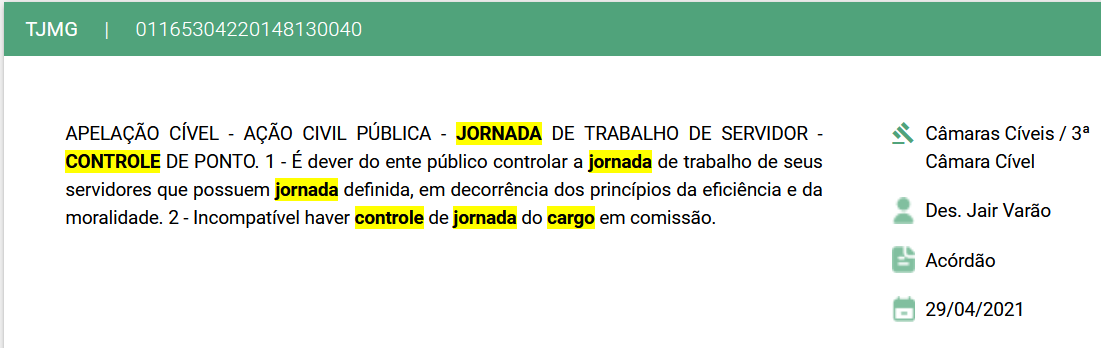 TJMG | 01165304220148130040
APELAÇÃO CÍVEL - AÇÃO CIVIL PÚBLICA - JORNADA DE TRABALHO DE SERVIDOR -
CONTROLE DE PONTO. 1 - É dever do ente público controlar a jornada de trabalho de seus
servidores que possuem jornada definida, em decorrência dos princípios da eficiência e da
moralidade. 2 - Incompatível haver controle de jornada do cargo em comissão.
Câmaras Cíveis / 3ª
Câmara Cível
Des. Jair Varão
Acórdão
29/04/2021